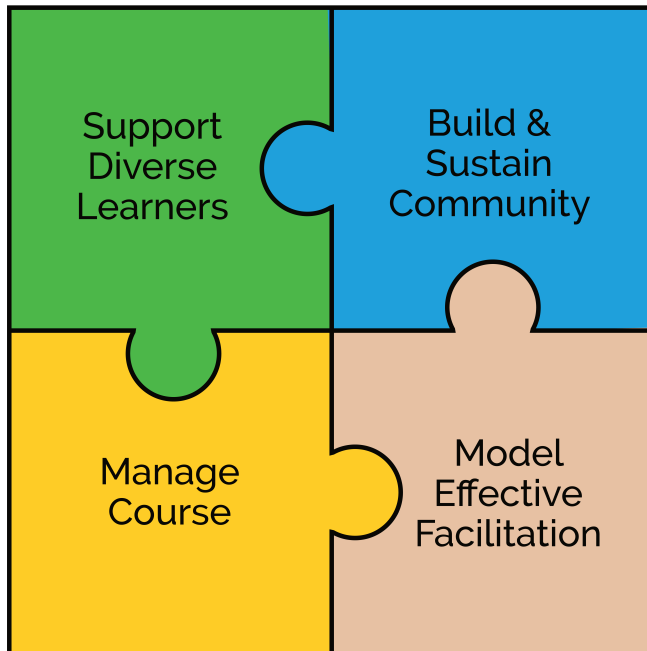 Support
Diverse
Learners
Build &
Sustain
Community
Manage
Course
Model
Effective
Facilitation